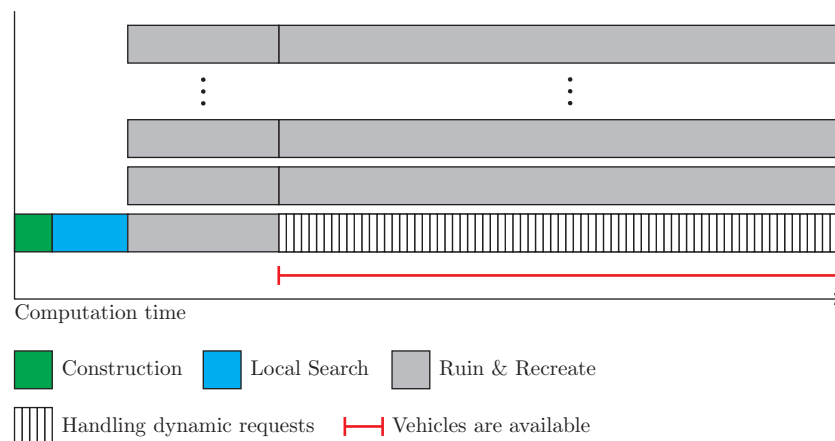 Computation time
Construction Local Search Ruin & Recreate
Handling dynamic requests Vehicles are available